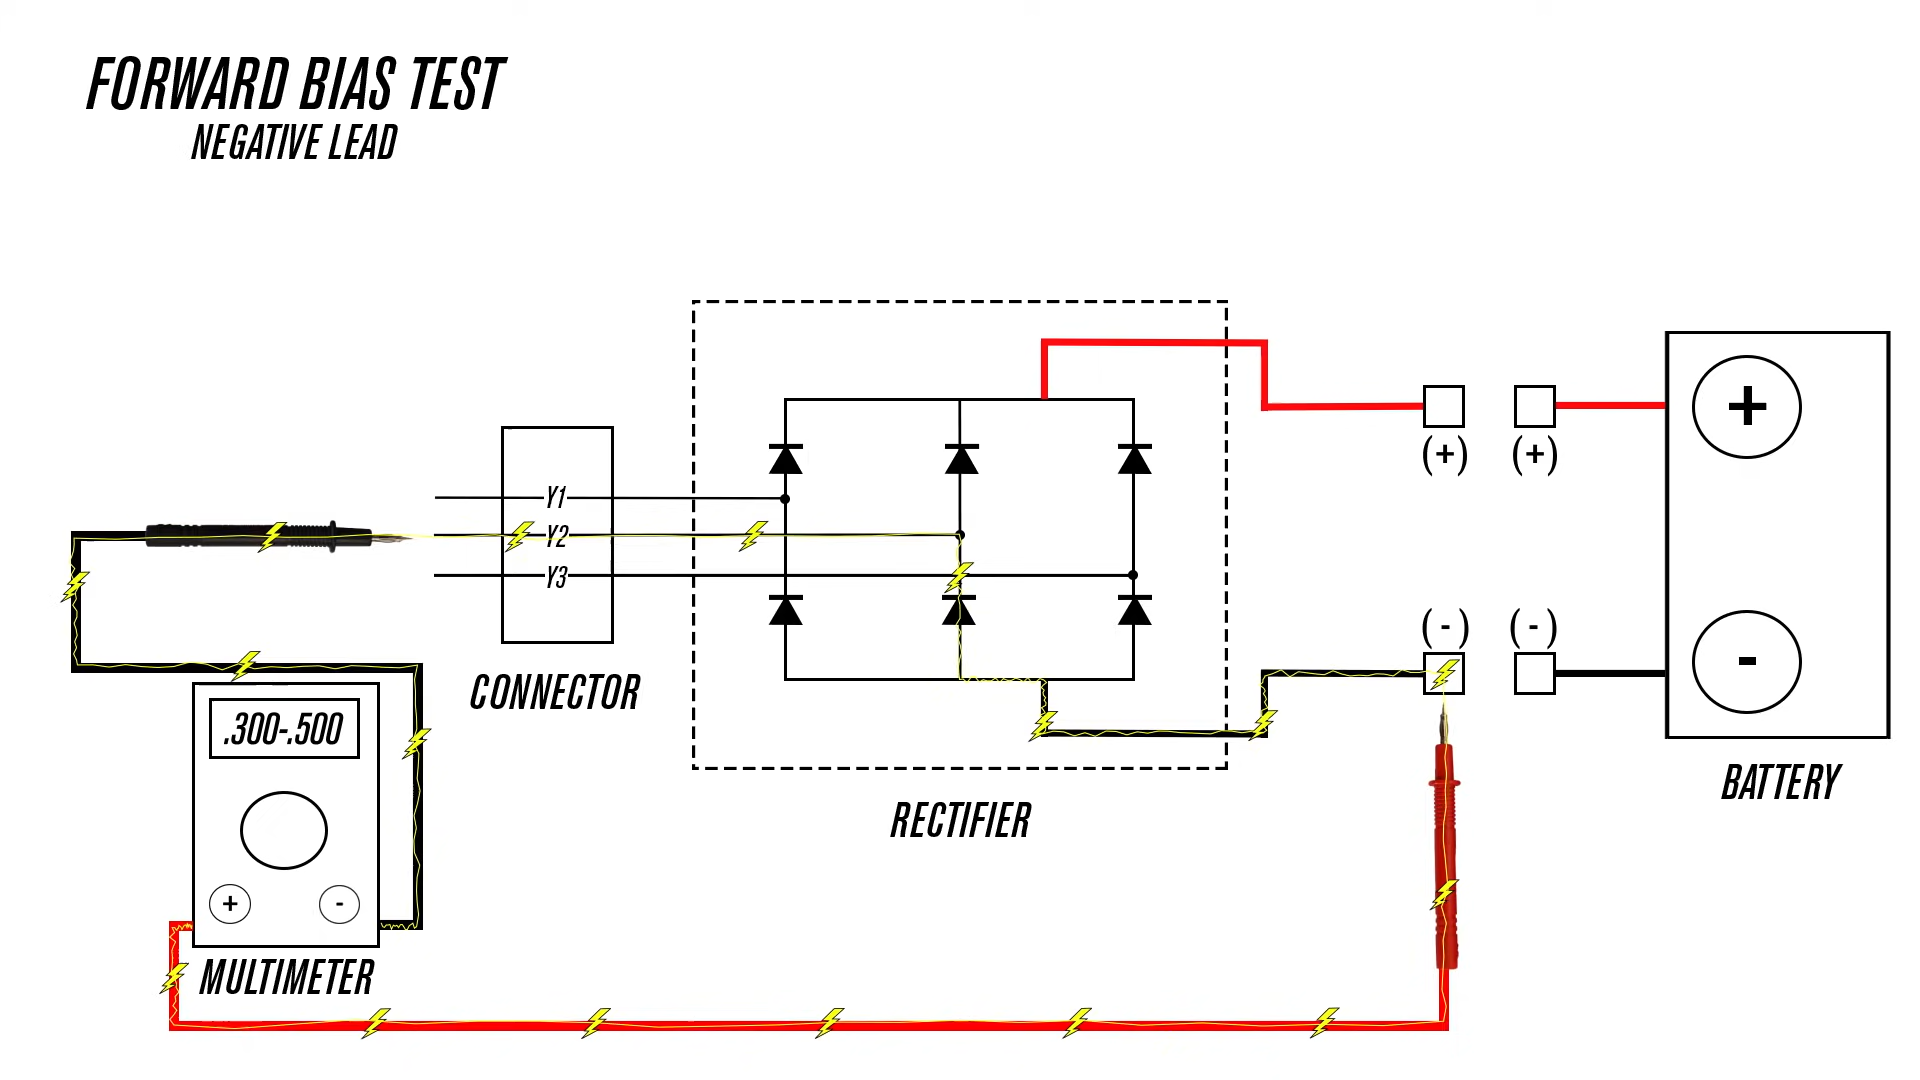 FORWARD BIAS TEST
NEGATIVE LEAD
+
(+) (+)
Y1
Y2
Y3
(-) (-)
-
CONNECTOR
.300-.500
BATTERY
RECTIFIER
+ -
MULTIMETER